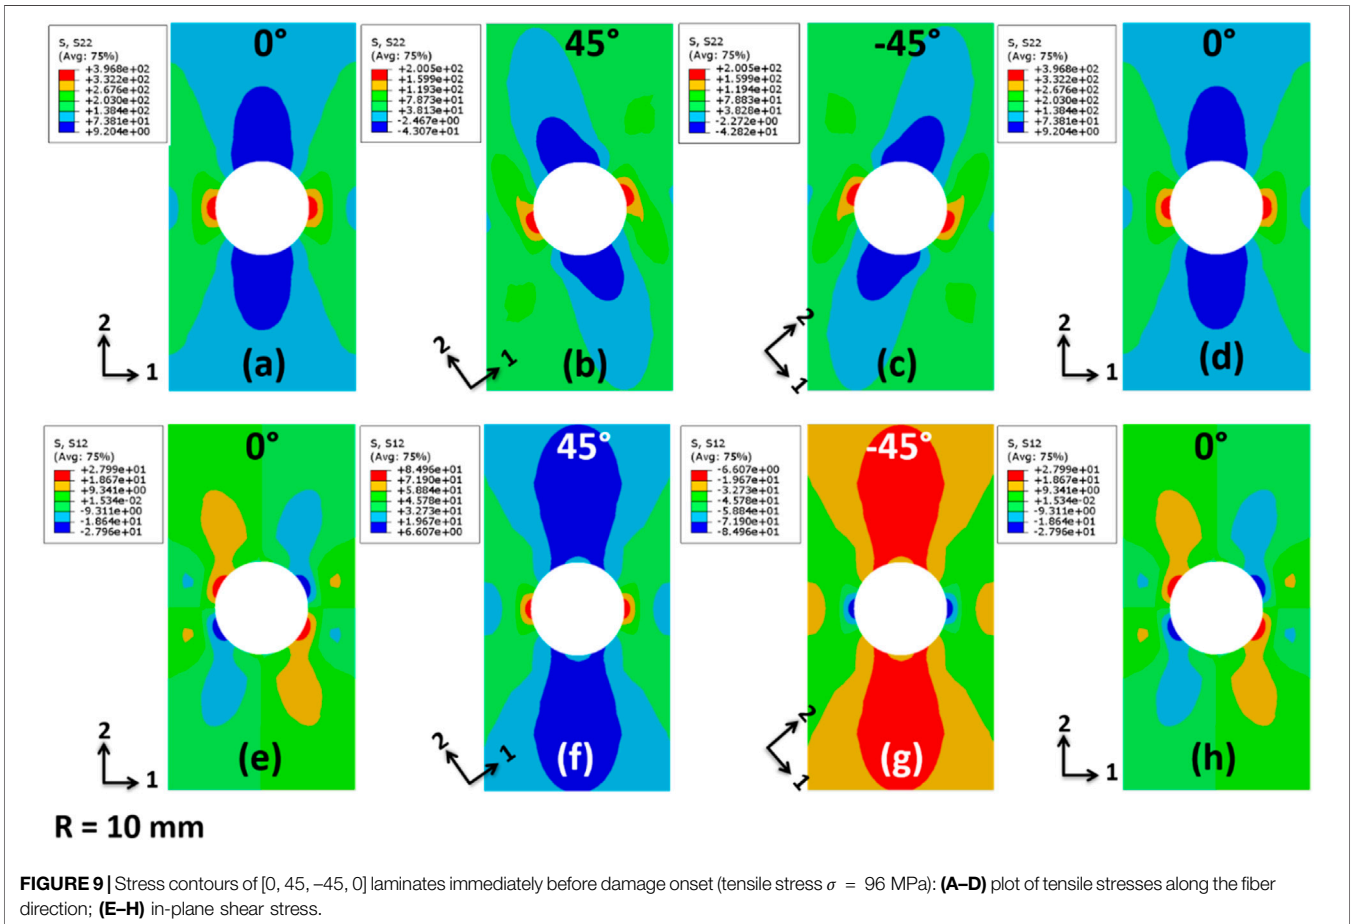 S, S22
(Avg: 75%)
+3.968e+02
+3.322e+02
+2.676e+02
+2.030e+02
+1.384e+02
+7.381e+01
+9.204e+00
0°
2
1
(a)
S, S22
(Avg: 75%)
+2.005e+02
+1.599e+02
+1.193e+02
+7.873e+01
+3.813e+01
-2.467e+00
-4.307e+01
45°
2
1
(b)
S, S22
(Avg: 75%)
+2.005e+02
+1.599e+02
+1.194e+02
+7.883e+01
+3.828e+01
-2.272e+00
-4.282e+01
-45°
2
1
(c)
S, S22
(Avg: 75%)
+3.968e+02
+3.322e+02
+2.676e+02
+2.030e+02
+1.384e+02
+7.381e+01
+9.204e+00
0°
2
1
(d)
S, S12
(Avg: 75%)
+2.799e+01
+1.867e+01
+9.341e+00
+1.534e-02
-9.311e+00
-1.864e+01
-2.796e+01
0°
2
1
(e)
S, S12
(Avg: 75%)
+8.496e+01
+7.190e+01
+5.884e+01
+4.578e+01
+3.273e+01
+1.967e+01
+6.607e+00
45°
2
1
(f)
S, S12
(Avg: 75%)
-6.607e+00
-1.967e+01
-3.273e+01
-4.578e+01
-5.884e+01
-7.190e+01
-8.496e+01
-45°
2
1
(g)
S, S12
(Avg: 75%)
+2.799e+01
+1.867e+01
+9.341e+00
+1.534e-02
-9.311e+00
-1.864e+01
-2.796e+01
0°
2
1
(h)
R = 10 mm
FIGURE 9 | Stress contours of [0, 45, –45, 0] laminates immediately before damage onset (tensile stress σ = 96 MPa): (A–D) plot of tensile stresses along the fiber
direction; (E–H) in-plane shear stress.